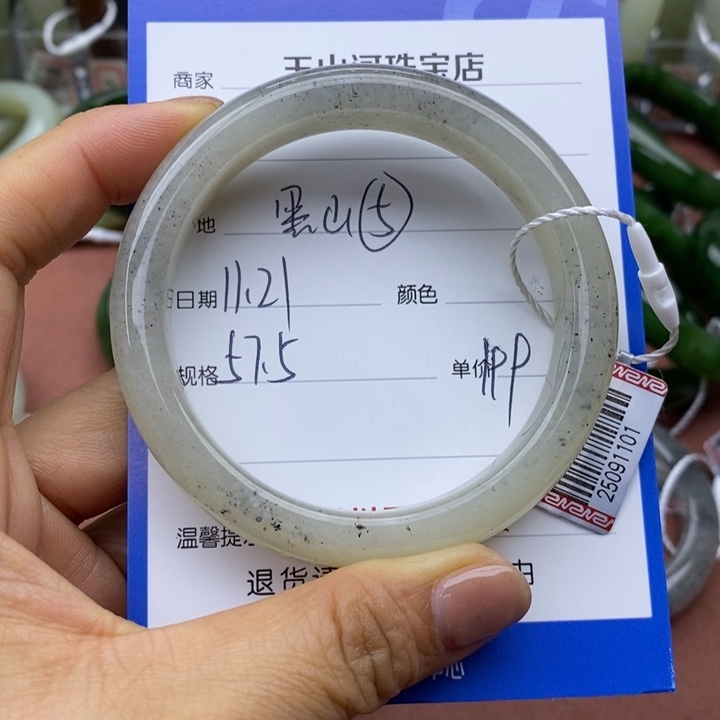 商家 玉山河珠宝店
地 黑山⑤
日期 11.21 颜色
规格 57.5 单价
25091101
温馨提
退货